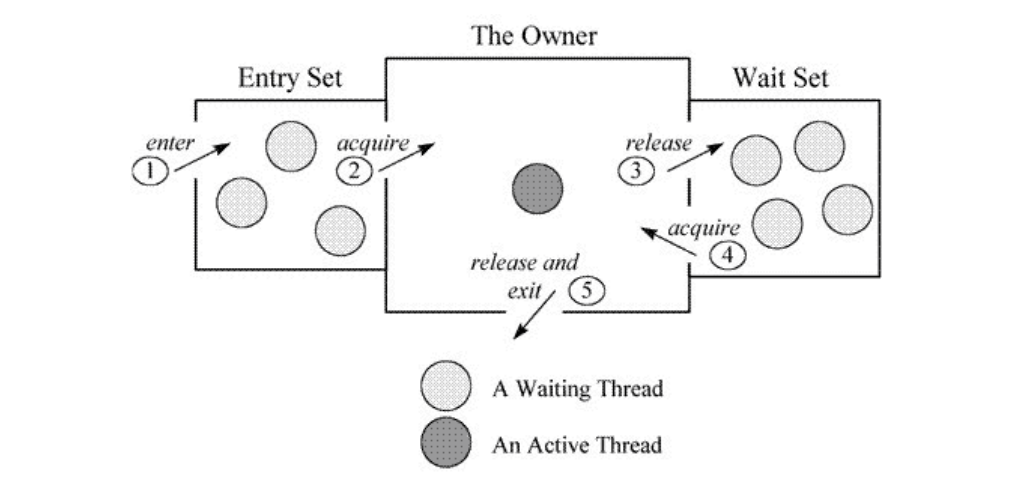 The Owner
Entry Set
Wait Set
enter
1
acquire
2
release
3
acquire
4
release and
exit
5
A Waiting Thread
An Active Thread